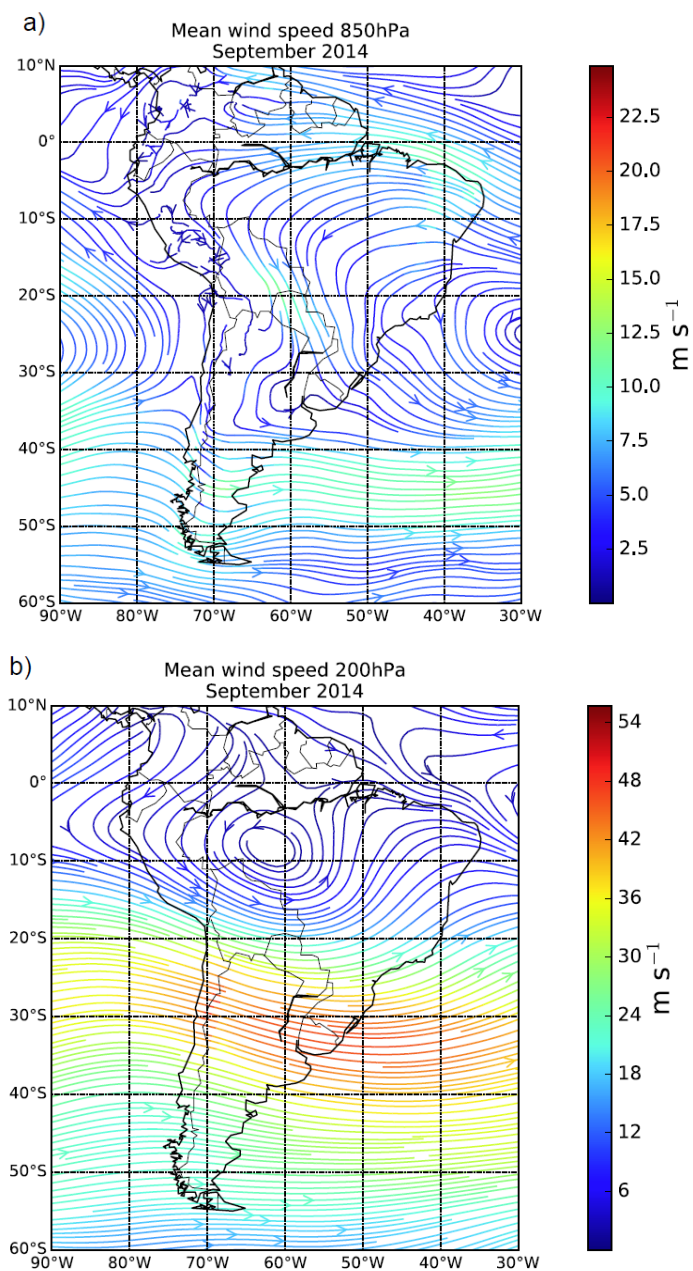 a)
Mean wind speed 850hPa
September 2014
10°N
0°
10°S
20°S
30°S
40°S
50°S
60°S
90°W 80°W 70°W 60°W 50°W 40°W 30°W
22.5
20.0
17.5
15.0
12.5
10.0
7.5
5.0
2.5
m s⁻¹
b)
Mean wind speed 200hPa
September 2014
10°N
0°
10°S
20°S
30°S
40°S
50°S
60°S
90°W 80°W 70°W 60°W 50°W 40°W 30°W
54
48
42
36
30
24
18
12
6
m s⁻¹